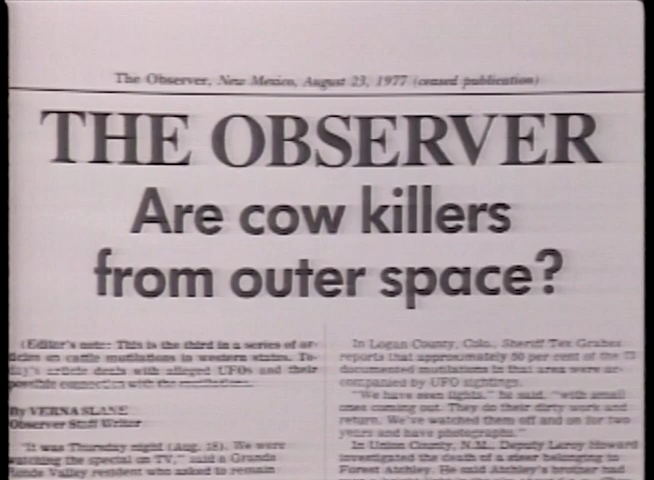 The Observer, New Mexico, August 23, 1977 (ceased publication)
THE OBSERVER
Are cow killers
from outer space?
(Editor's note: This is the third in a series of ar-
ticles on cattle mutilations in western states. To-
day's article deals with alleged UFOs and their
possible connection with the mutilations.
By VERNA SLANE
Observer Staff Writer
"It was Thursday night (Aug. 18). We were
watching the special on TV," said a Grande
Valley resident who asked to remain
In Logan County, Colo., Sheriff Tex Grabes
reports that approximately 50 per cent of the
documented mutilations in that area were ac-
companied by UFO sightings.
"We have seen lights," he said, "with small
ones coming out. They do their dirty work and
return. We've watched them off and on for two
years and have photographs."
In Union County, N.M., Deputy Leroy Howard
investigated the death of a steer belonging to
Forest Atchley. He said Atchley's brother had